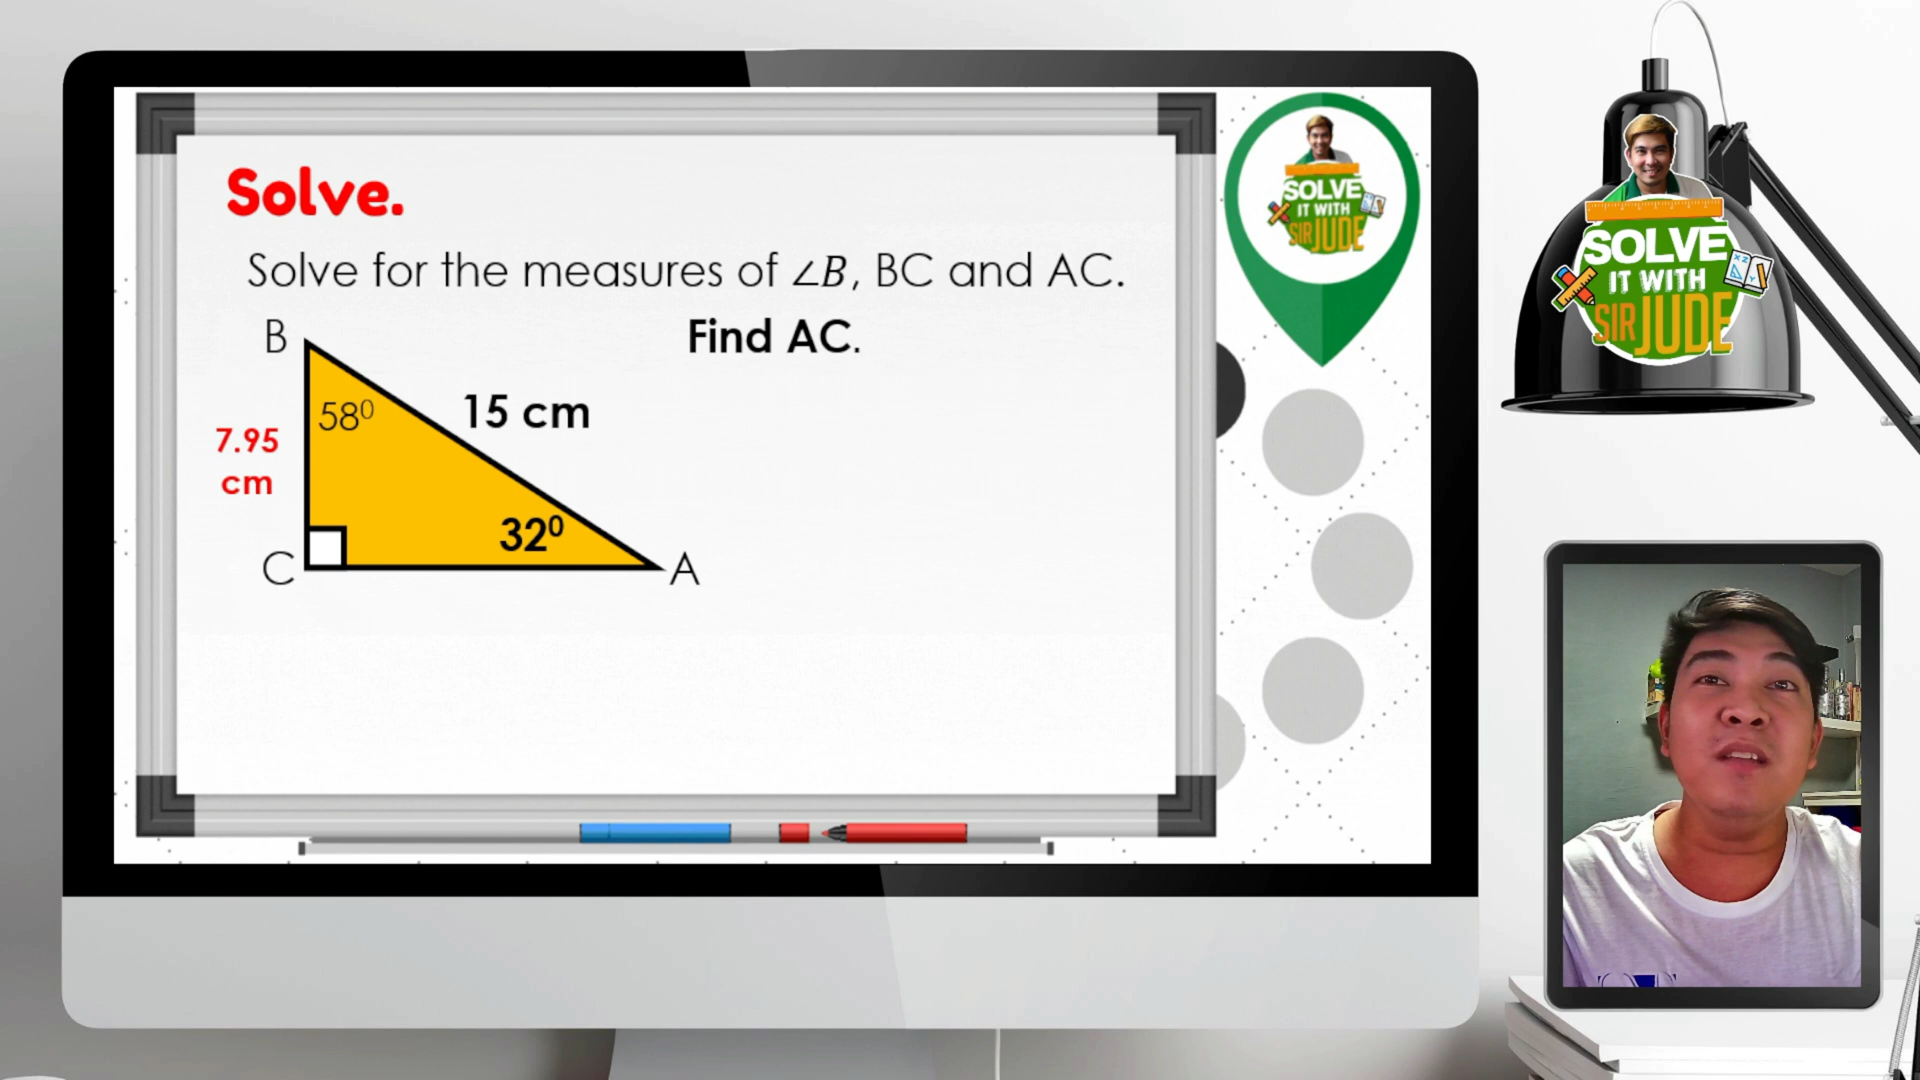 Solve.
Solve for the measures of ∠B, BC and AC.
Find AC.
B
58⁰
15 cm
7.95
cm
32⁰
C
A
SOLVE
IT WITH
SIR JUDE
SOLVE
IT WITH
SIR JUDE